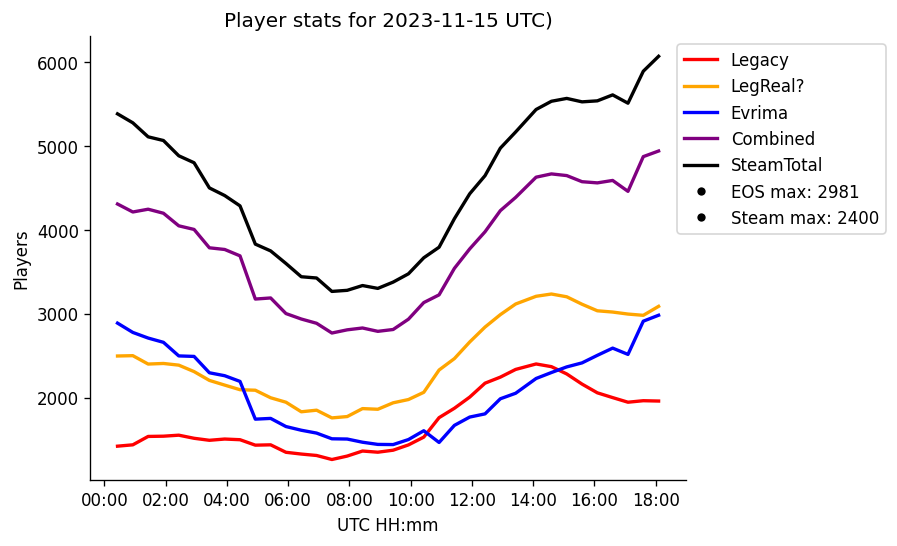 Player stats for 2023-11-15 UTC)
6000
5000
4000
3000
2000
Players
00:00 02:00 04:00 06:00 08:00 10:00 12:00 14:00 16:00 18:00
UTC HH:mm
Legacy
LegReal?
Evrima
Combined
SteamTotal
EOS max: 2981
Steam max: 2400